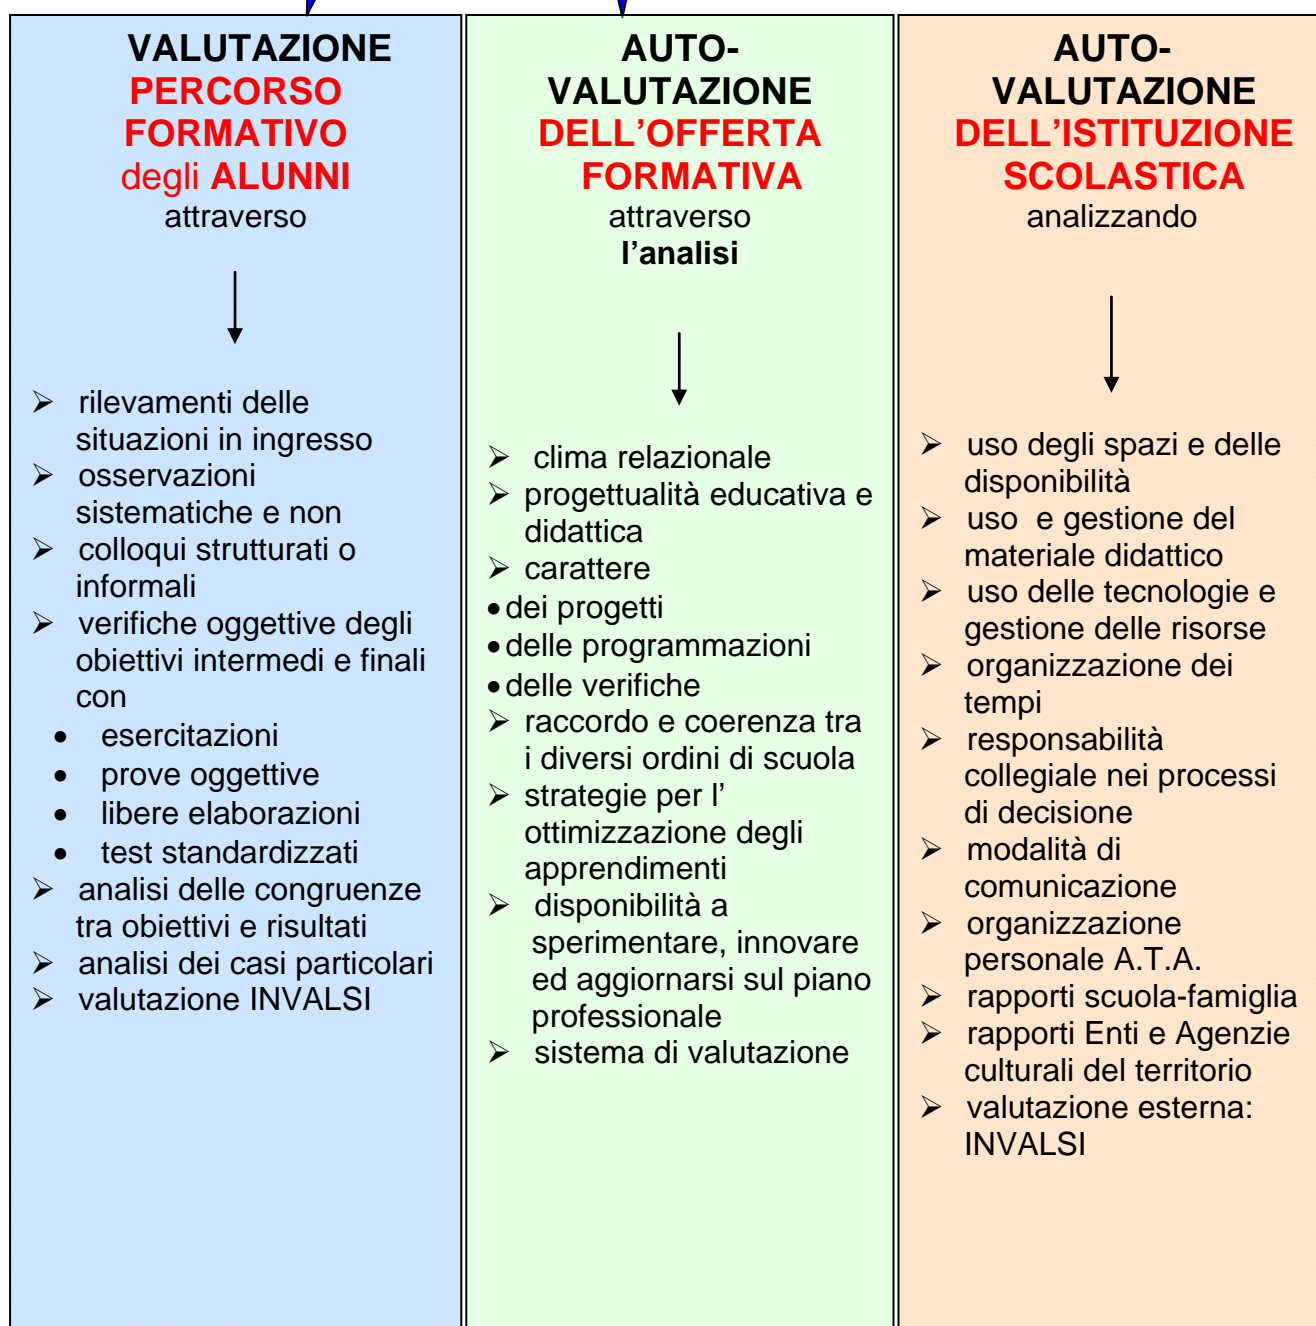 VALUTAZIONE
PERCORSO
FORMATIVO
degli ALUNNI
attraverso
➢ rilevamenti delle
situazioni in ingresso
➢ osservazioni
sistematiche e non
➢ colloqui strutturati o
informali
➢ verifiche oggettive degli
obiettivi intermedi e finali
con
• esercitazioni
• prove oggettive
• libere elaborazioni
• test standardizzati
➢ analisi delle congruenze
tra obiettivi e risultati
➢ analisi dei casi particolari
➢ valutazione INVALSI
AUTO-
VALUTAZIONE
DELL’OFFERTA
FORMATIVA
attraverso
l’analisi
➢ clima relazionale
➢ progettualità educativa e
didattica
➢ carattere
• dei progetti
• delle programmazioni
• delle verifiche
➢ raccordo e coerenza tra
i diversi ordini di scuola
➢ strategie per l’
ottimizzazione degli
apprendimenti
➢ disponibilità a
sperimentare, innovare
ed aggiornarsi sul piano
professionale
➢ sistema di valutazione
AUTO-
VALUTAZIONE
DELL’ISTITUZIONE
SCOLASTICA
analizzando
➢ uso degli spazi e delle
disponibilità
➢ uso e gestione del
materiale didattico
➢ uso delle tecnologie e
gestione delle risorse
➢ organizzazione dei
tempi
➢ responsabilità
collegiale nei processi
di decisione
➢ modalità di
comunicazione
➢ organizzazione
personale A.T.A.
➢ rapporti scuola-famiglia
➢ rapporti Enti e Agenzie
culturali del territorio
➢ valutazione esterna:
INVALSI